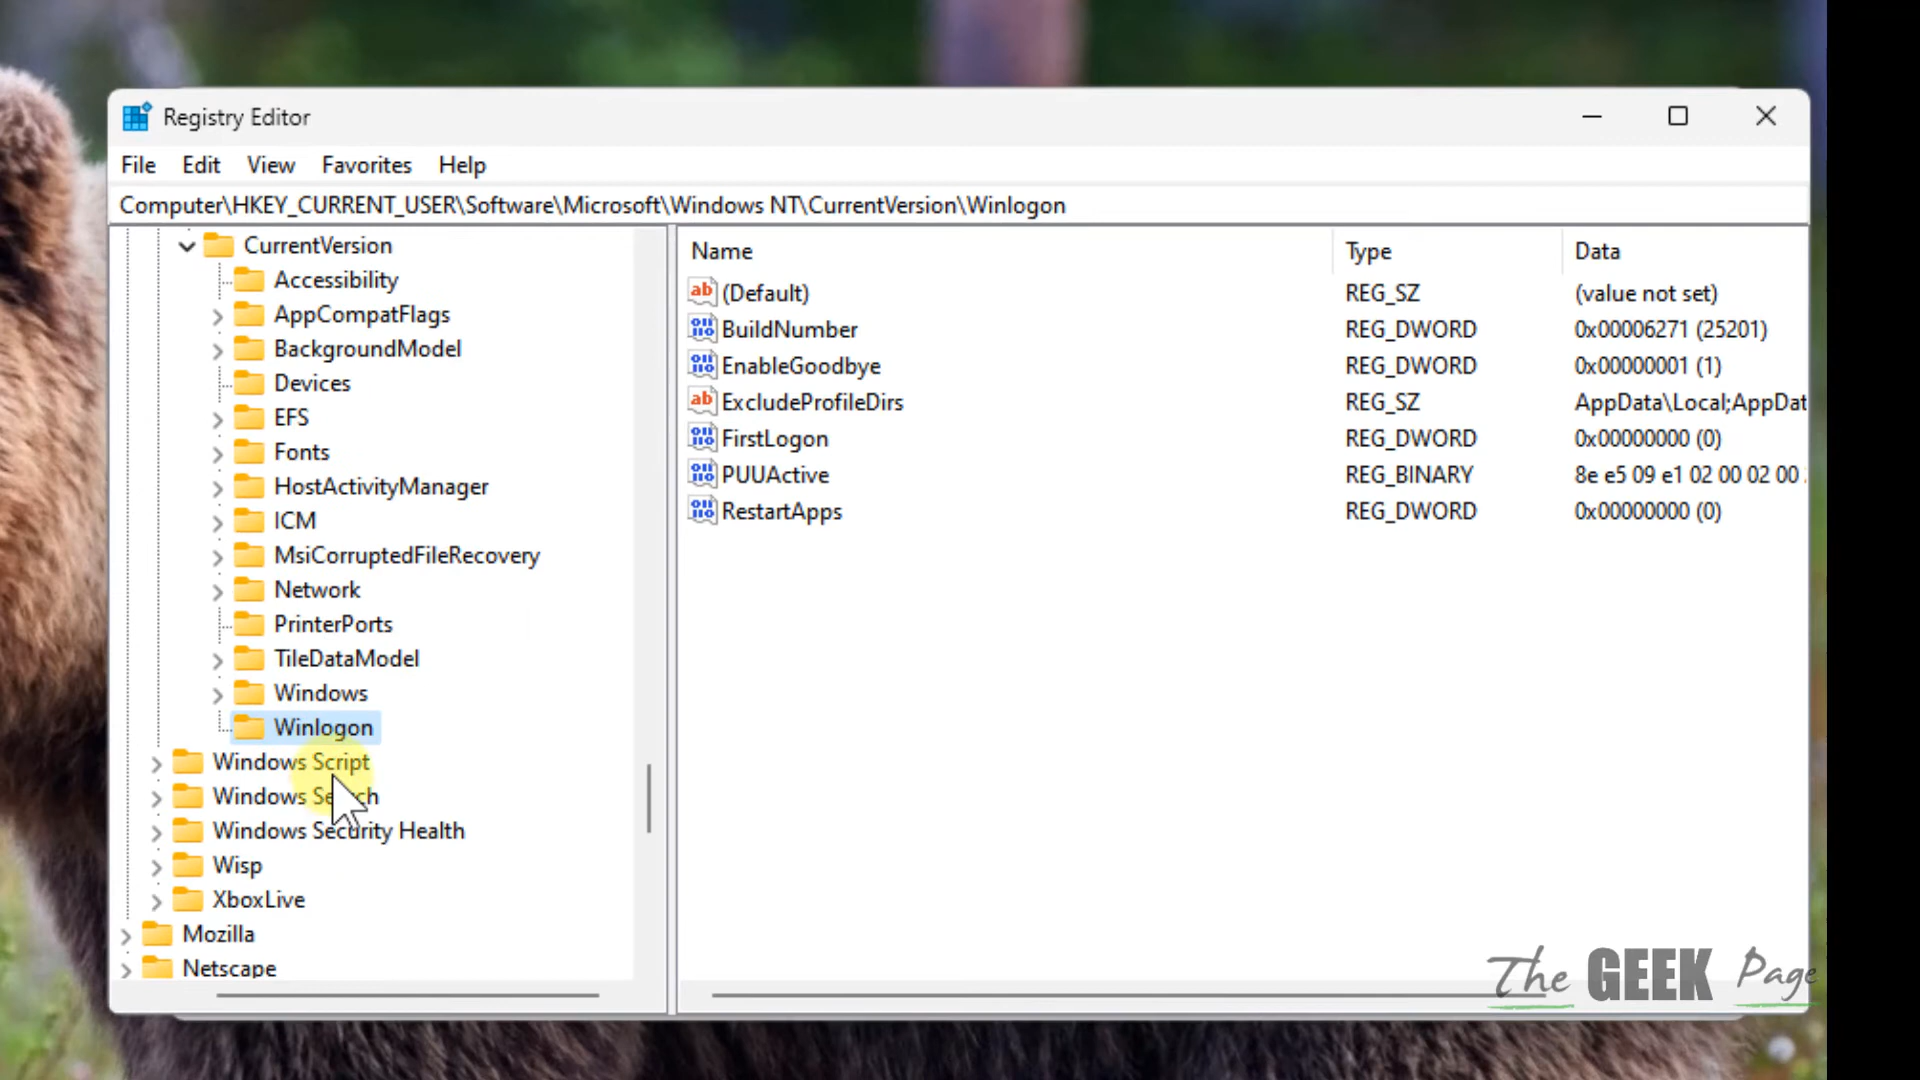 Registry Editor
File Edit View Favorites Help
Computer\HKEY_CURRENT_USER\Software\Microsoft\Windows NT\CurrentVersion\Winlogon
CurrentVersion
Accessibility
AppCompatFlags
BackgroundModel
Devices
EFS
Fonts
HostActivityManager
ICM
MsiCorruptedFileRecovery
Network
PrinterPorts
TileDataModel
Windows
Winlogon
Windows Script
Windows Search
Windows Security Health
Wisp
XboxLive
Mozilla
Netscape
Name Type Data
(Default) REG_SZ (value not set)
BuildNumber REG_DWORD 0x00006271 (25201)
EnableGoodbye REG_DWORD 0x00000001 (1)
ExcludeProfileDirs REG_SZ AppData\Local;AppDat
FirstLogon REG_DWORD 0x00000000 (0)
PUUActive REG_BINARY 8e e5 09 e1 02 00 02 00
RestartApps REG_DWORD 0x00000000 (0)
The GEEK Page